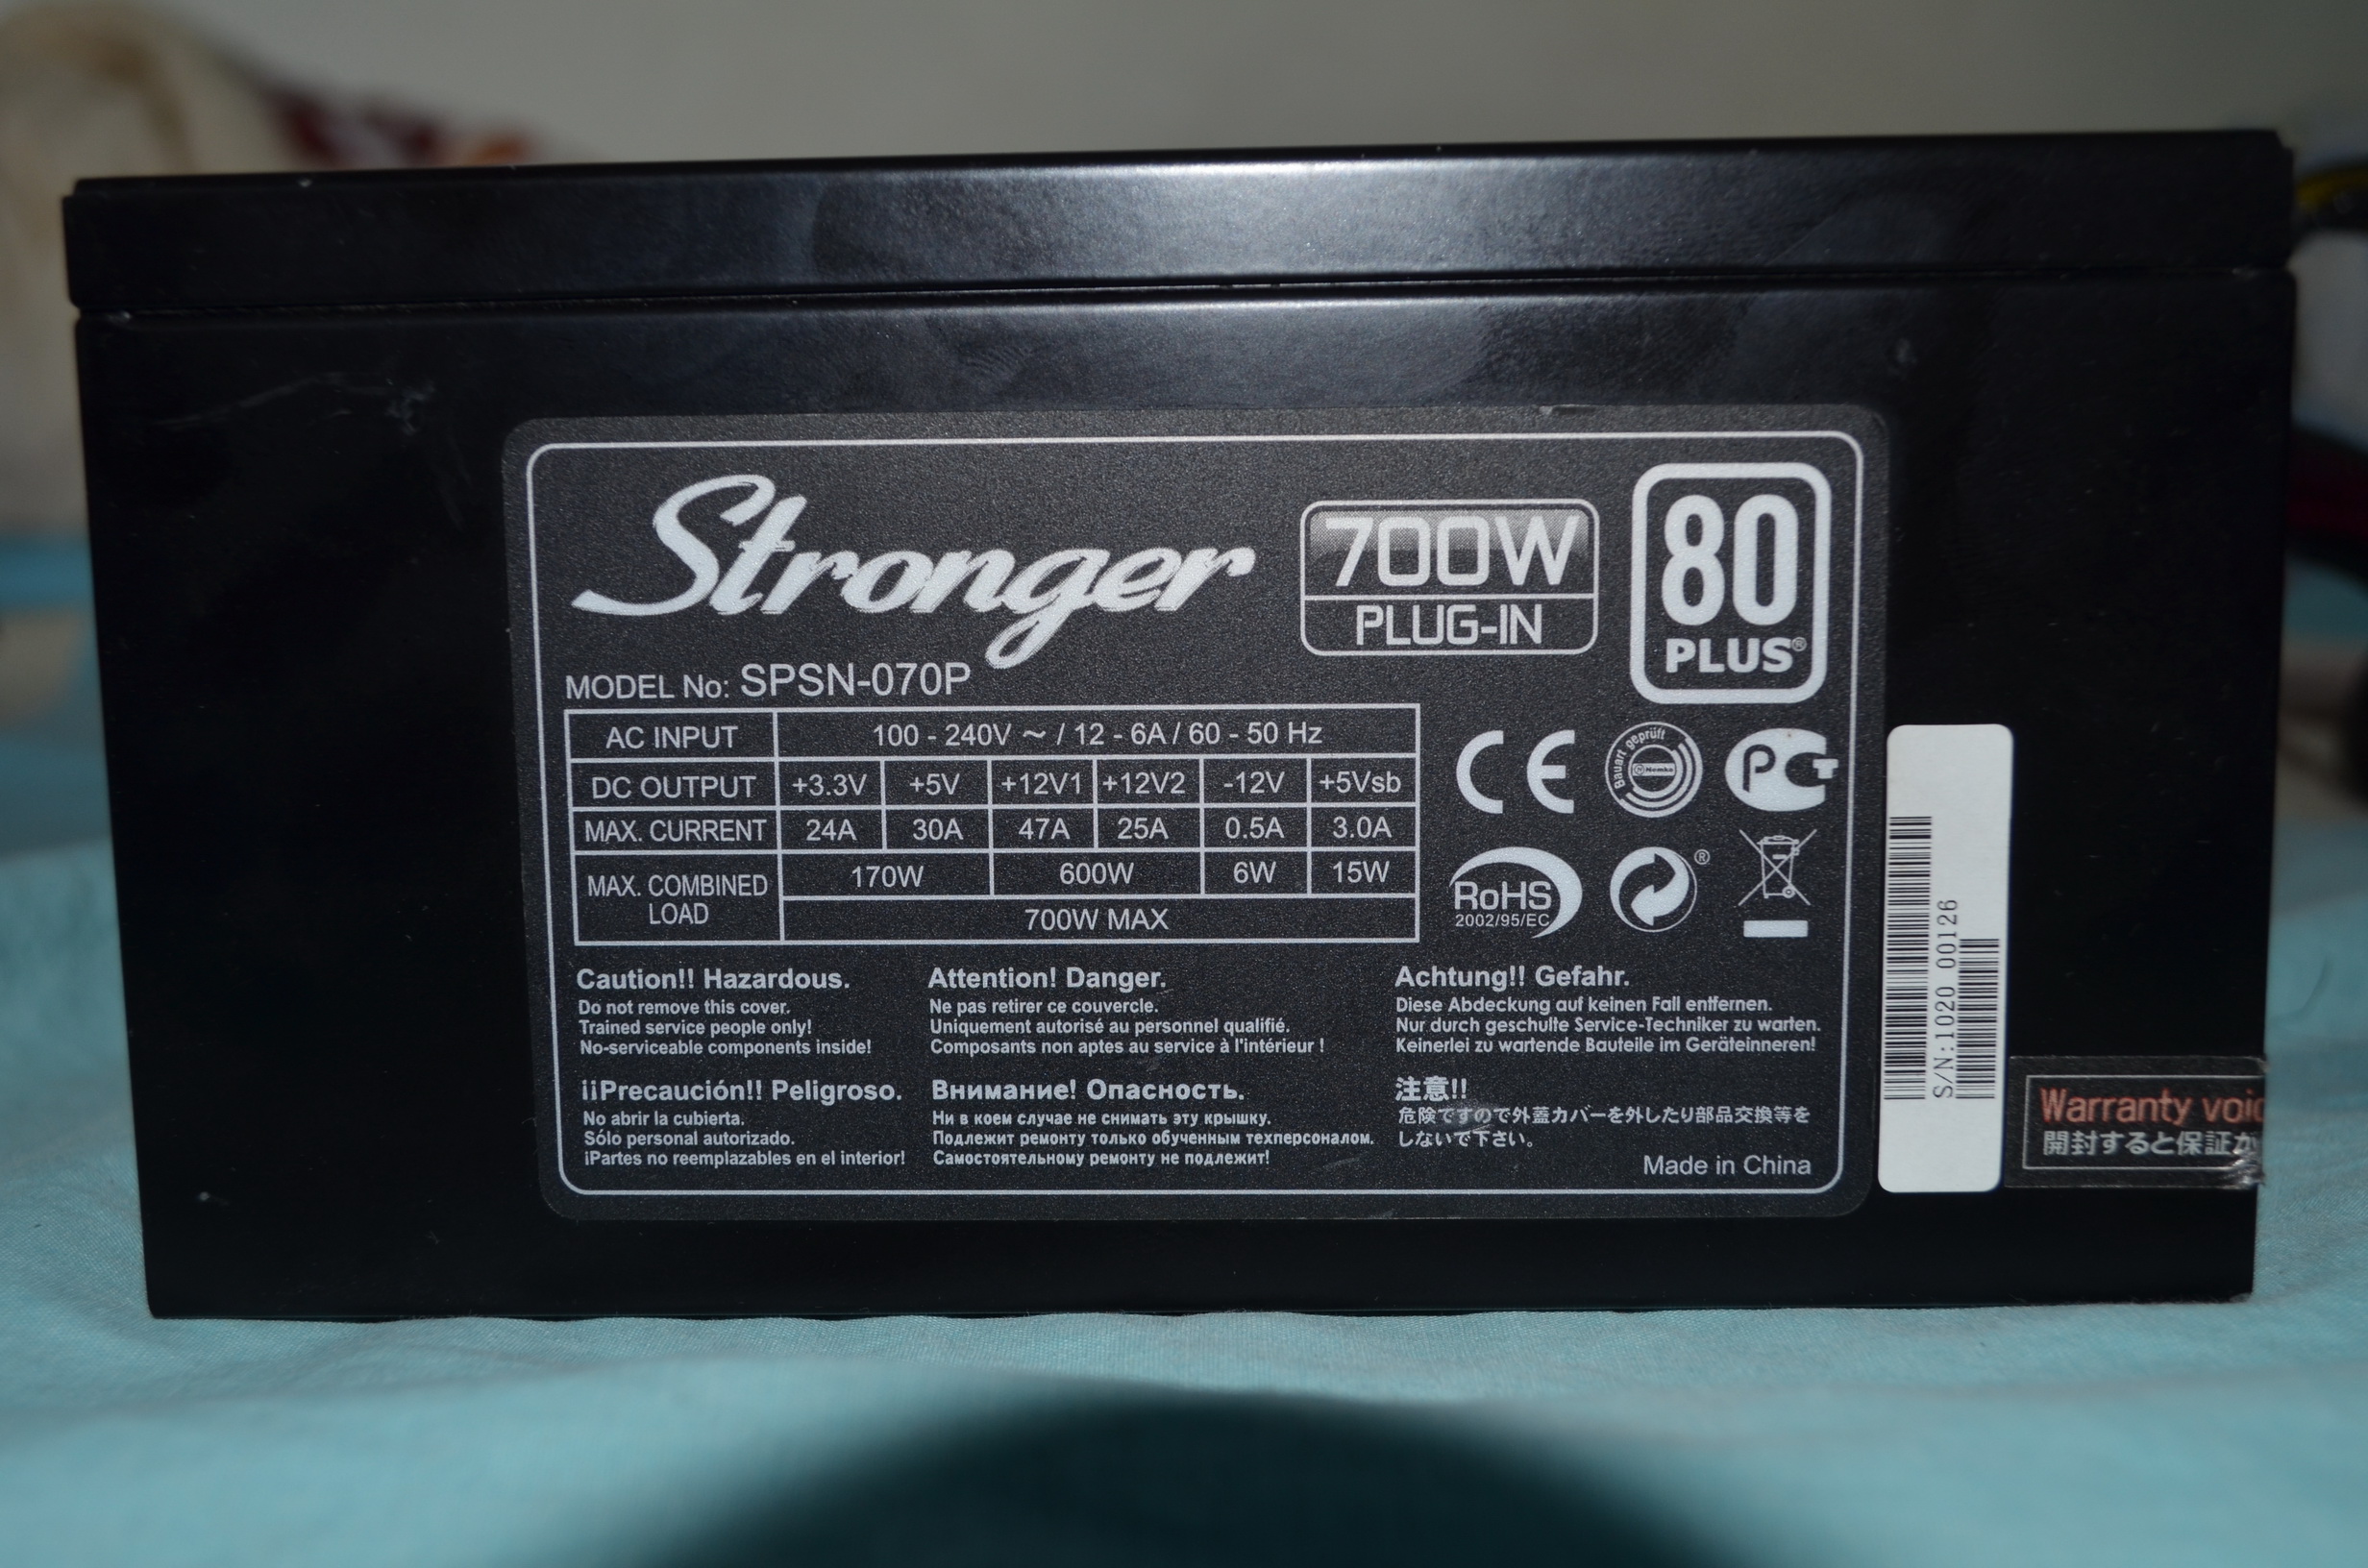 Stronger
700W
PLUG-IN
80
PLUS®
MODEL No: SPSN-070P
AC INPUT 100 - 240V ~ / 12 - 6A / 60 - 50 Hz
DC OUTPUT +3.3V +5V +12V1 +12V2 -12V +5Vsb
MAX. CURRENT 24A 30A 47A 25A 0.5A 3.0A
MAX. COMBINED LOAD 170W 600W 6W 15W
700W MAX
CE
Bauart geprüft
Nemko
PCT
RoHS
2002/95/EC
®
Caution!! Hazardous.
Do not remove this cover.
Trained service people only!
No-serviceable components inside!
Attention! Danger.
Ne pas retirer ce couvercle.
Uniquement autorisé au personnel qualifié.
Composants non aptes au service à l'intérieur !
Achtung!! Gefahr.
Diese Abdeckung auf keinen Fall entfernen.
Nur durch geschulte Service-Techniker zu warten.
Keinerlei zu wartende Bauteile im Geräteinneren!
¡¡Precaución!! Peligroso.
No abrir la cubierta.
Sólo personal autorizado.
¡Partes no reemplazables en el interior!
Внимание! Опасность.
Ни в коем случае не снимать эту крышку.
Подлежит ремонту только обученным техперсоналом.
Самостоятельному ремонту не подлежит!
注意!!
危険ですので外蓋カバーを外したり部品交換等を
しないで下さい。
Made in China
S/N:1020 00126
Warranty void
開封すると保証が